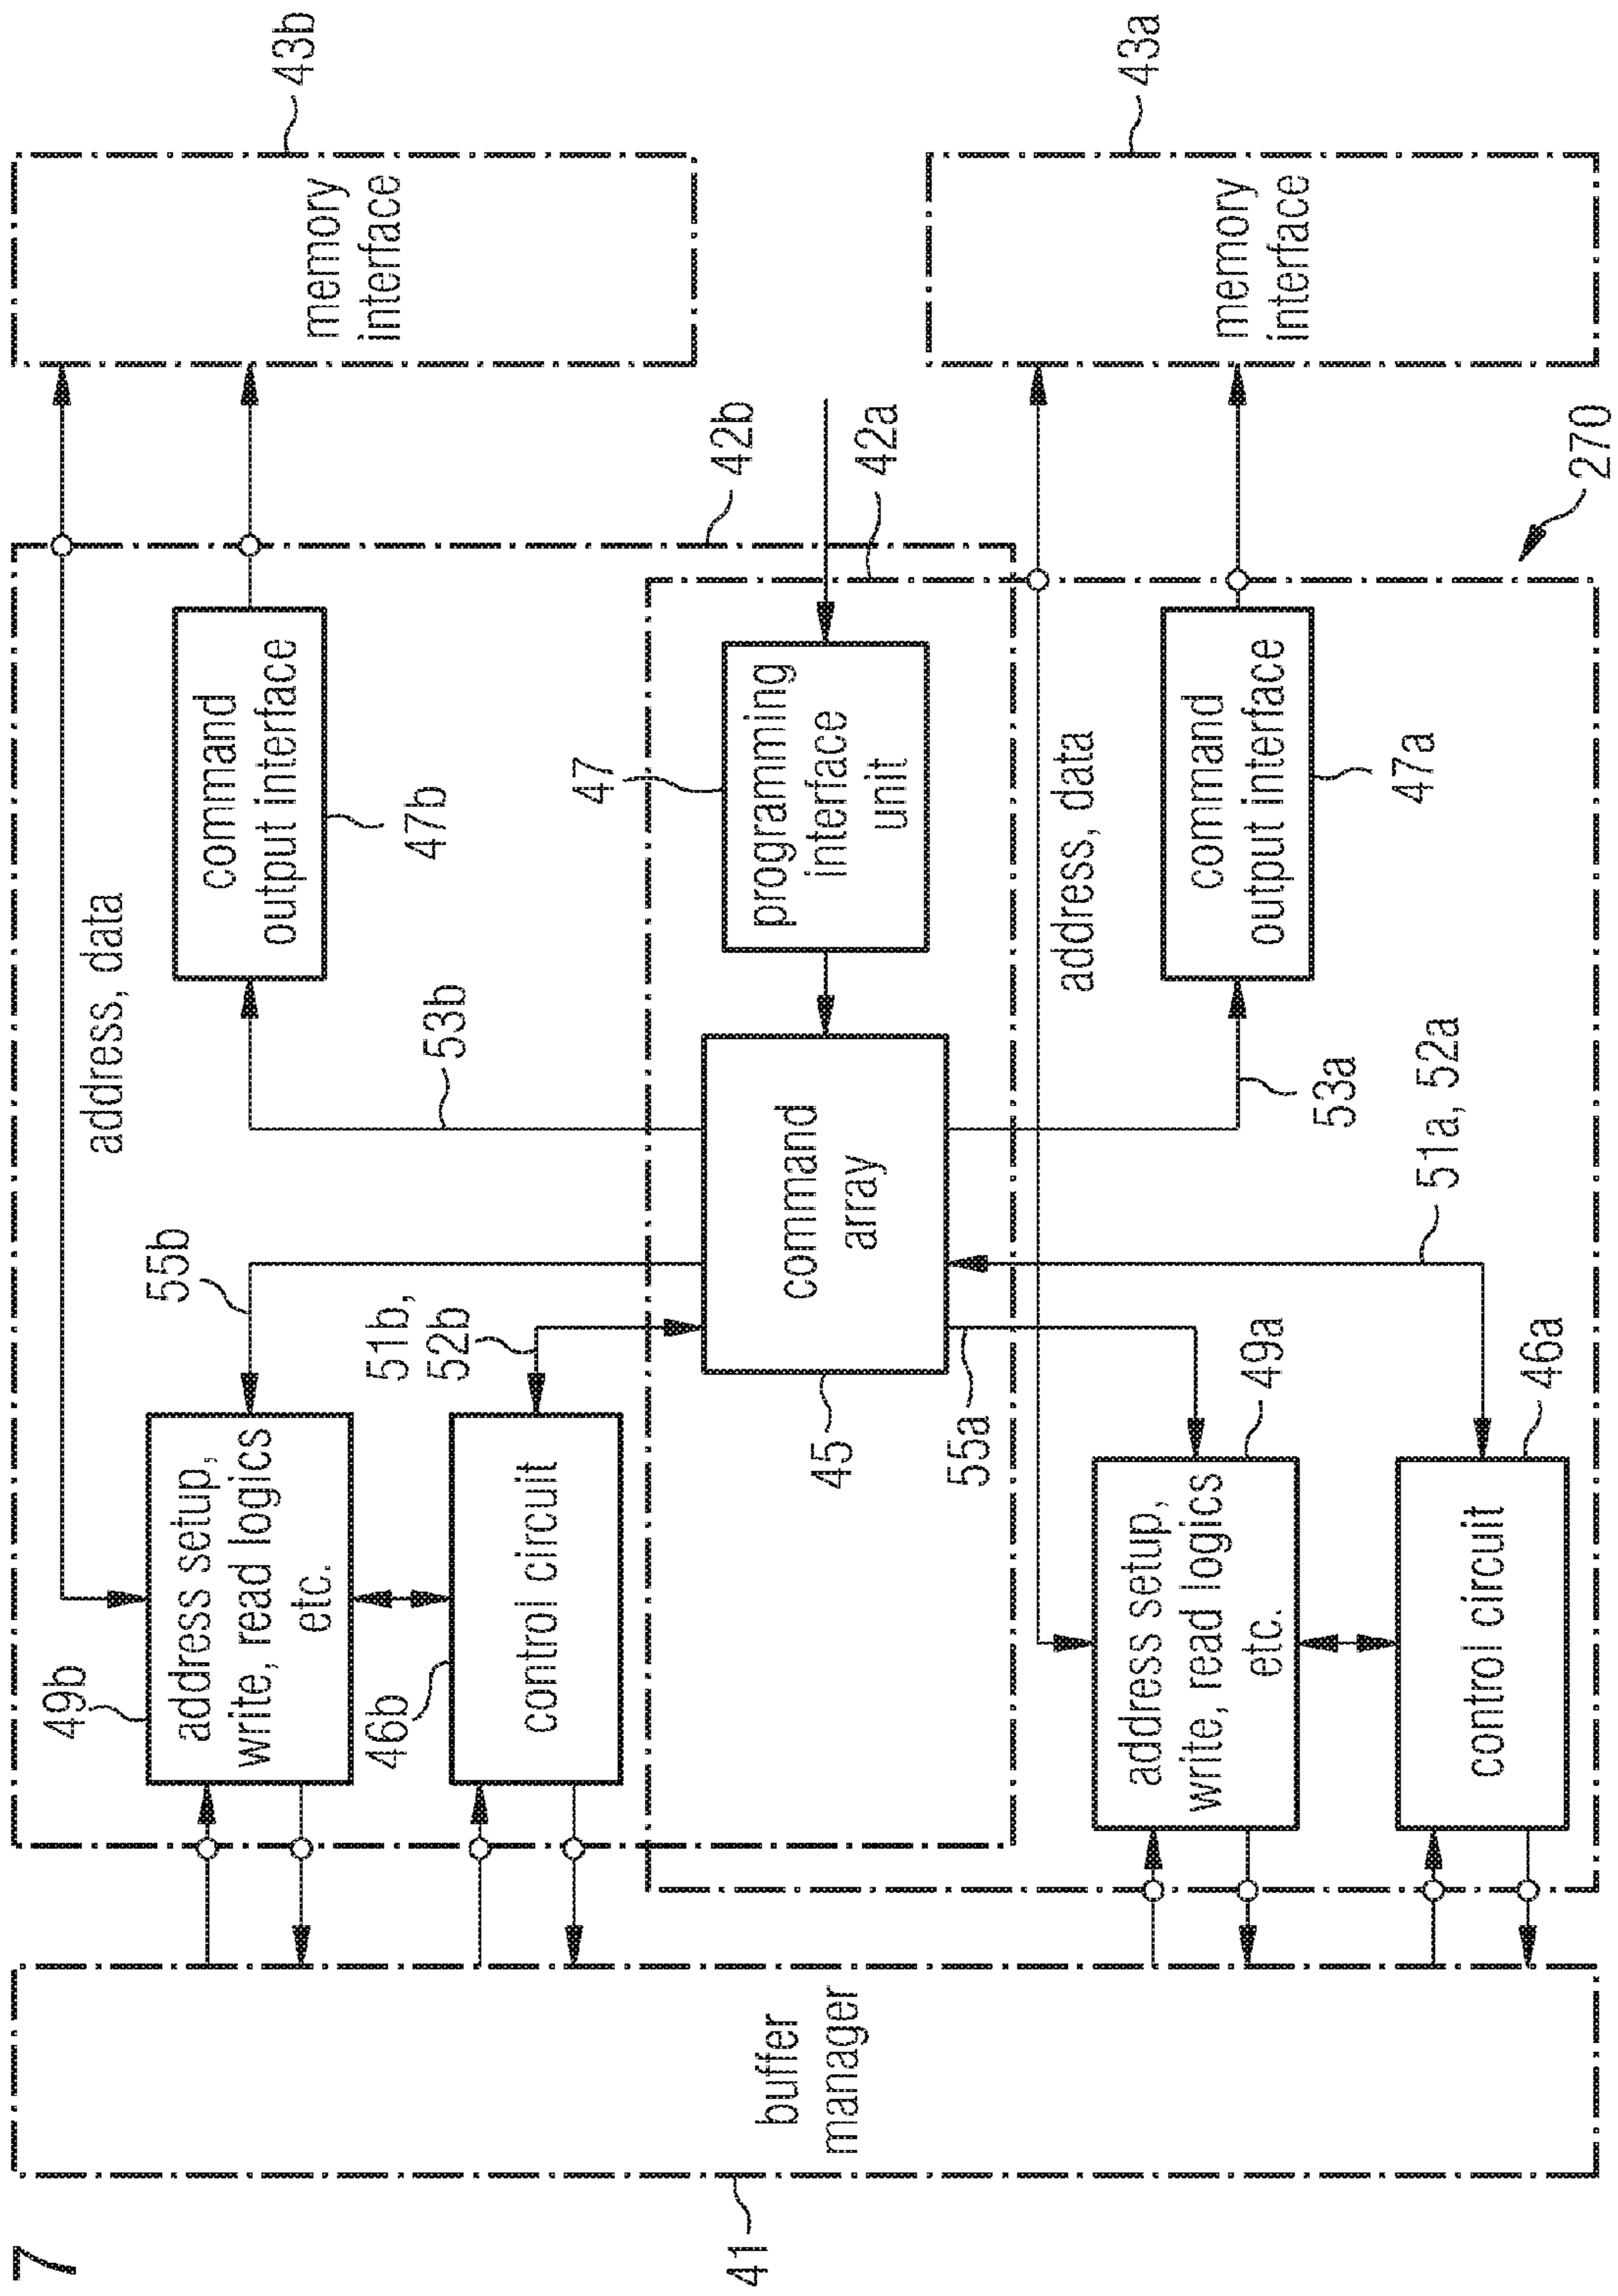 7
41
buffer
manager
49b
address setup,
write, read logics
etc.
46b
control circuit
55b
51b,
52b
address, data
53b
command
output interface
47b
42b
memory
interface
43b
45
command
array
47
programming
interface
unit
42a
55a
address setup,
write, read logics
etc.
49a
control circuit
46a
51a, 52a
53a
address, data
command
output interface
47a
memory
interface
43a
270